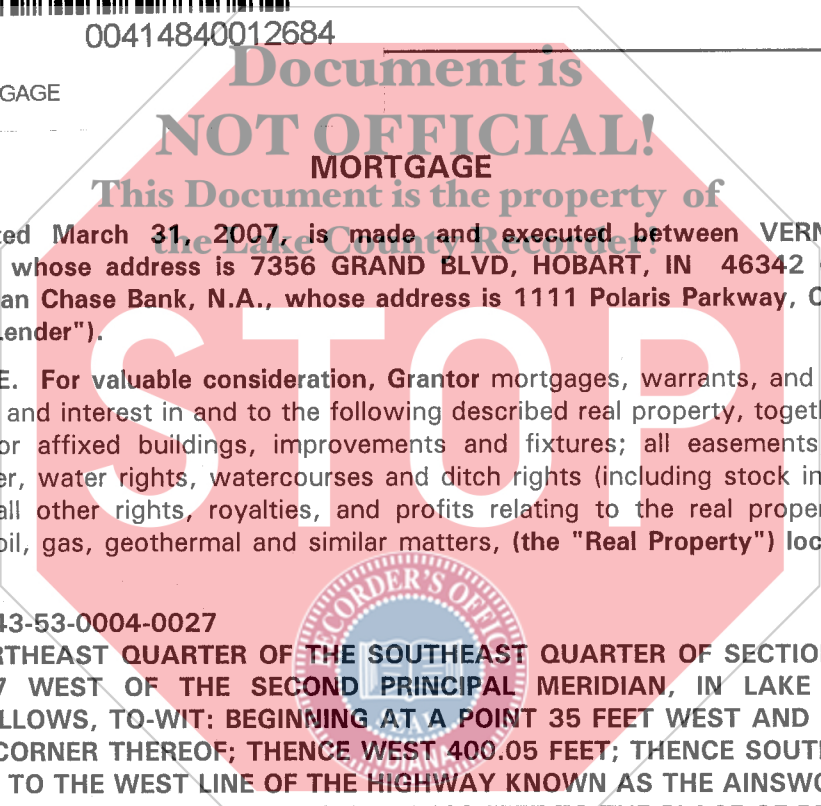 00414840012684
GAGE
Document is
NOT OFFICIAL!
MORTGAGE
This Document is the property of
the Lake County Recorder!
ted March 31, 2007, is made and executed between VERN
whose address is 7356 GRAND BLVD, HOBART, IN 46342
an Chase Bank, N.A., whose address is 1111 Polaris Parkway, C
ender").
E. For valuable consideration, Grantor mortgages, warrants, and
and interest in and to the following described real property, togeth
or affixed buildings, improvements and fixtures; all easements
er, water rights, watercourses and ditch rights (including stock in
all other rights, royalties, and profits relating to the real proper
oil, gas, geothermal and similar matters, (the "Real Property") loc
STOP
RECORDER'S OFFICE
43-53-0004-0027
RTHEAST QUARTER OF THE SOUTHEAST QUARTER OF SECTION
7 WEST OF THE SECOND PRINCIPAL MERIDIAN, IN LAKE
LLOWS, TO-WIT: BEGINNING AT A POINT 35 FEET WEST AND
CORNER THEREOF; THENCE WEST 400.05 FEET; THENCE SOUT
TO THE WEST LINE OF THE HIGHWAY KNOWN AS THE AINSWO